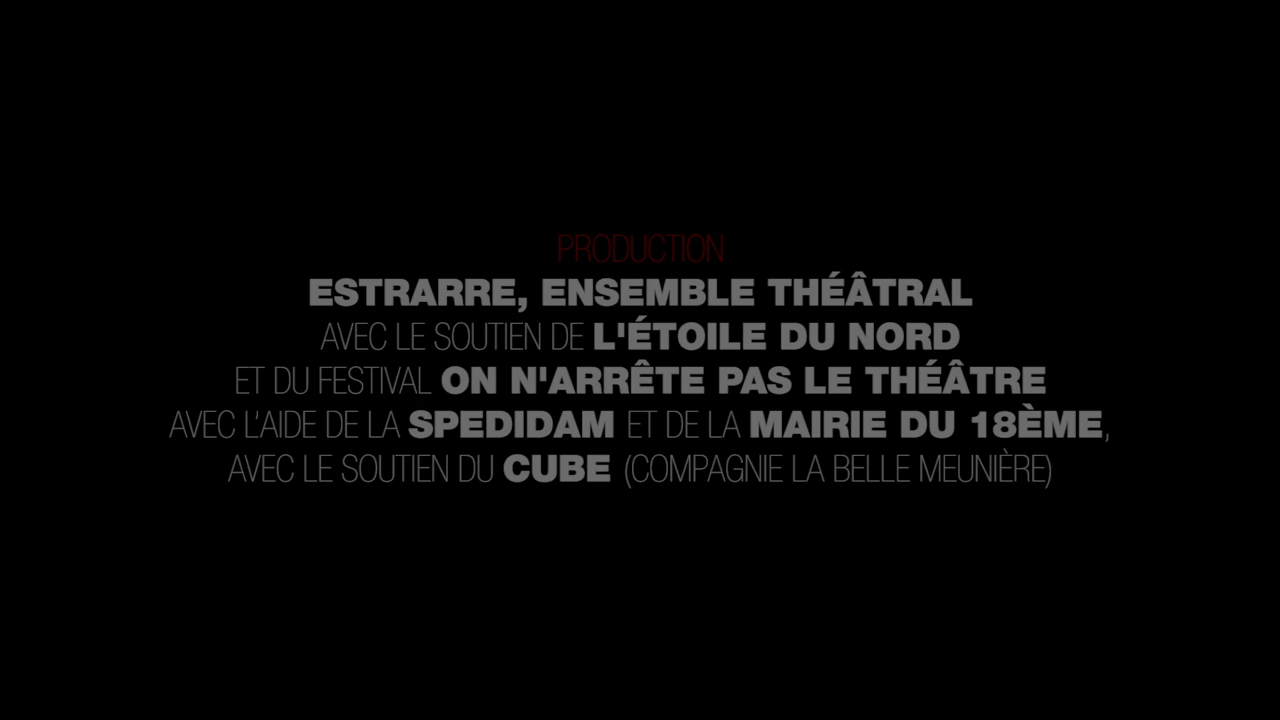 PRODUCTION
ESTRARRE, ENSEMBLE THÉÂTRAL
AVEC LE SOUTIEN DE L'ÉTOILE DU NORD
ET DU FESTIVAL ON N'ARRÊTE PAS LE THÉÂTRE
AVEC L’AIDE DE LA SPEDIDAM ET DE LA MAIRIE DU 18ÈME,
AVEC LE SOUTIEN DU CUBE (COMPAGNIE LA BELLE MEUNIÈRE)